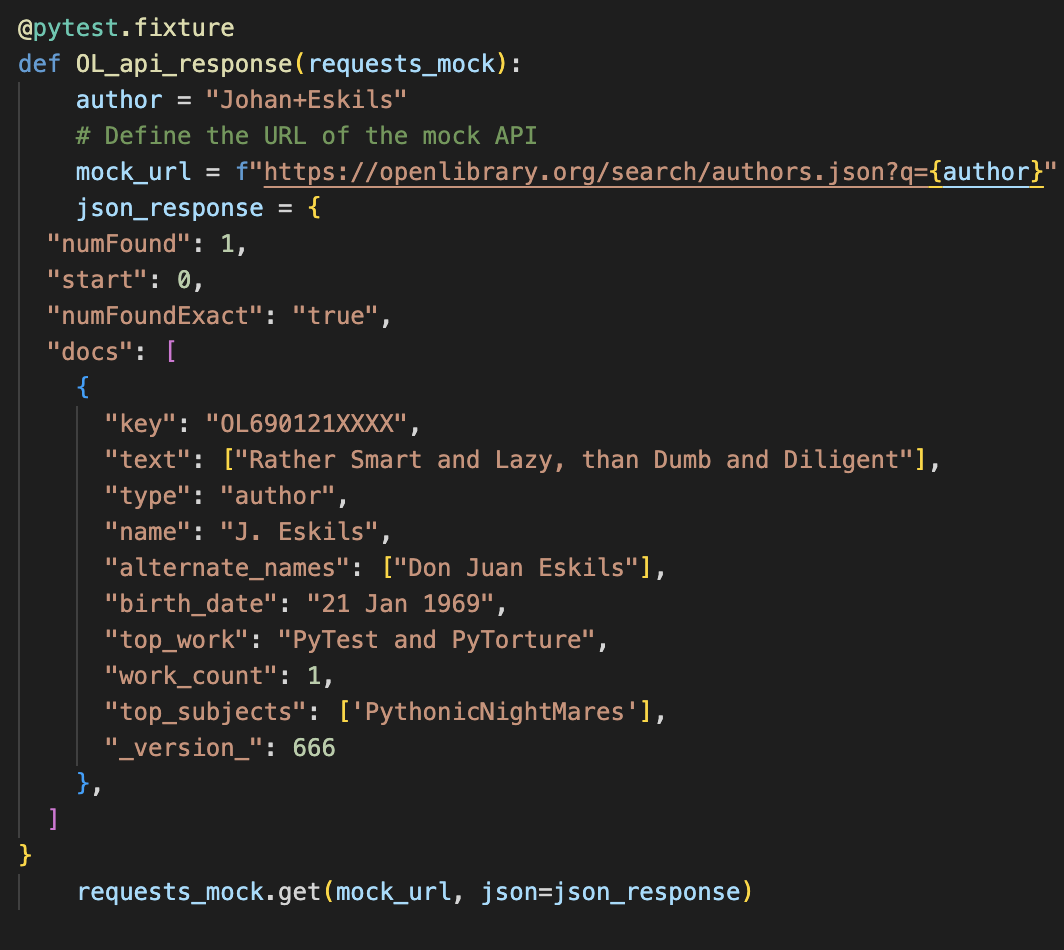 @pytest.fixture
def OL_api_response(requests_mock):
    author = "Johan+Eskils"
    # Define the URL of the mock API
    mock_url = f"https://openlibrary.org/search/authors.json?q={author}"
    json_response = {
  "numFound": 1,
  "start": 0,
  "numFoundExact": "true",
  "docs": [
    {
      "key": "OL690121XXXX",
      "text": ["Rather Smart and Lazy, than Dumb and Diligent"],
      "type": "author",
      "name": "J. Eskils",
      "alternate_names": ["Don Juan Eskils"],
      "birth_date": "21 Jan 1969",
      "top_work": "PyTest and PyTorture",
      "work_count": 1,
      "top_subjects": ['PythonicNightMares'],
      "_version_": 666
    },
  ]
}
    requests_mock.get(mock_url, json=json_response)